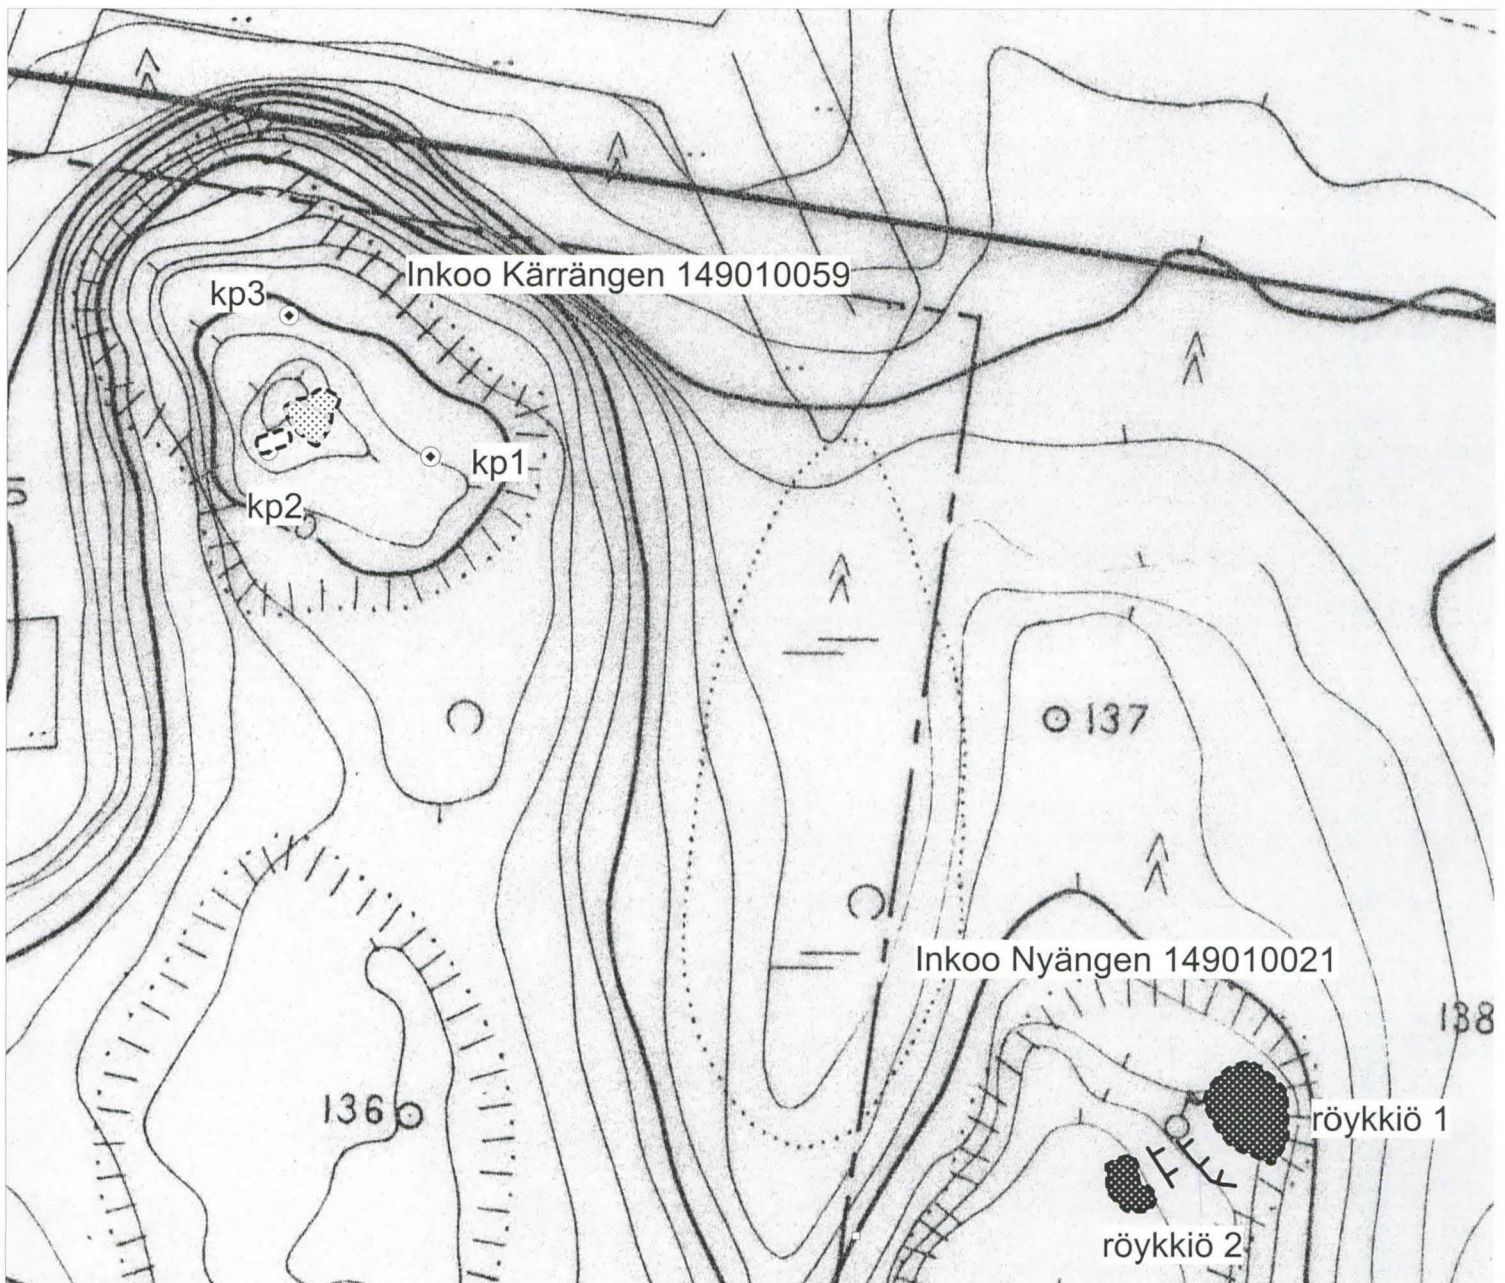 Inkoo Kärrängen 149010059
kp3
kp1
kp2
137
Inkoo Nyängen 149010021
138
136
röykkiö 1
röykkiö 2